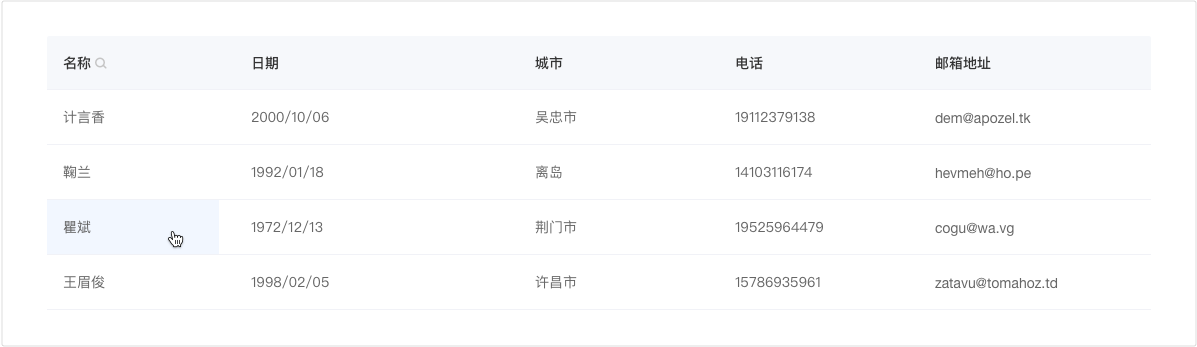 名称 日期 城市 电话 邮箱地址
计言香 2000/10/06 吴忠市 19112379138 dem@apozel.tk
鞠兰 1992/01/18 离岛 14103116174 hevmeh@ho.pe
瞿斌 1972/12/13 荆门市 19525964479 cogu@wa.vg
王眉俊 1998/02/05 许昌市 15786935961 zatavu@tomahoz.td